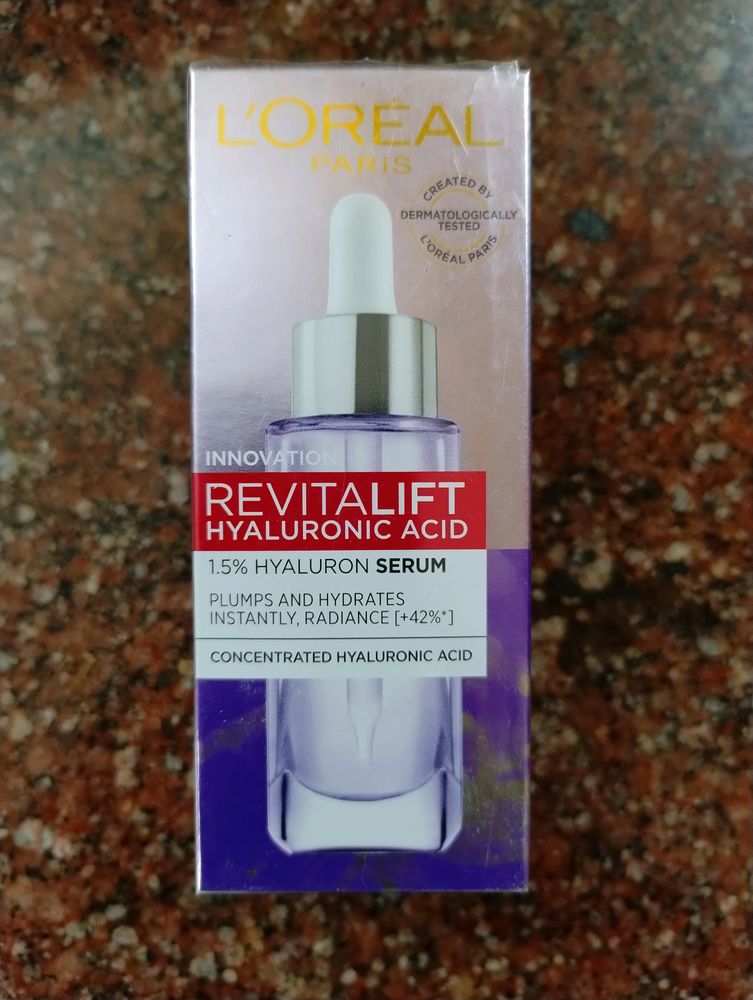 L'ORÉAL
PARIS
CREATED BY
DERMATOLOGICALLY
TESTED
L'ORÉAL PARIS
INNOVATION
REVITALIFT
HYALURONIC ACID
1.5% HYALURON SERUM
PLUMPS AND HYDRATES
INSTANTLY, RADIANCE [+42%*]
CONCENTRATED HYALURONIC ACID